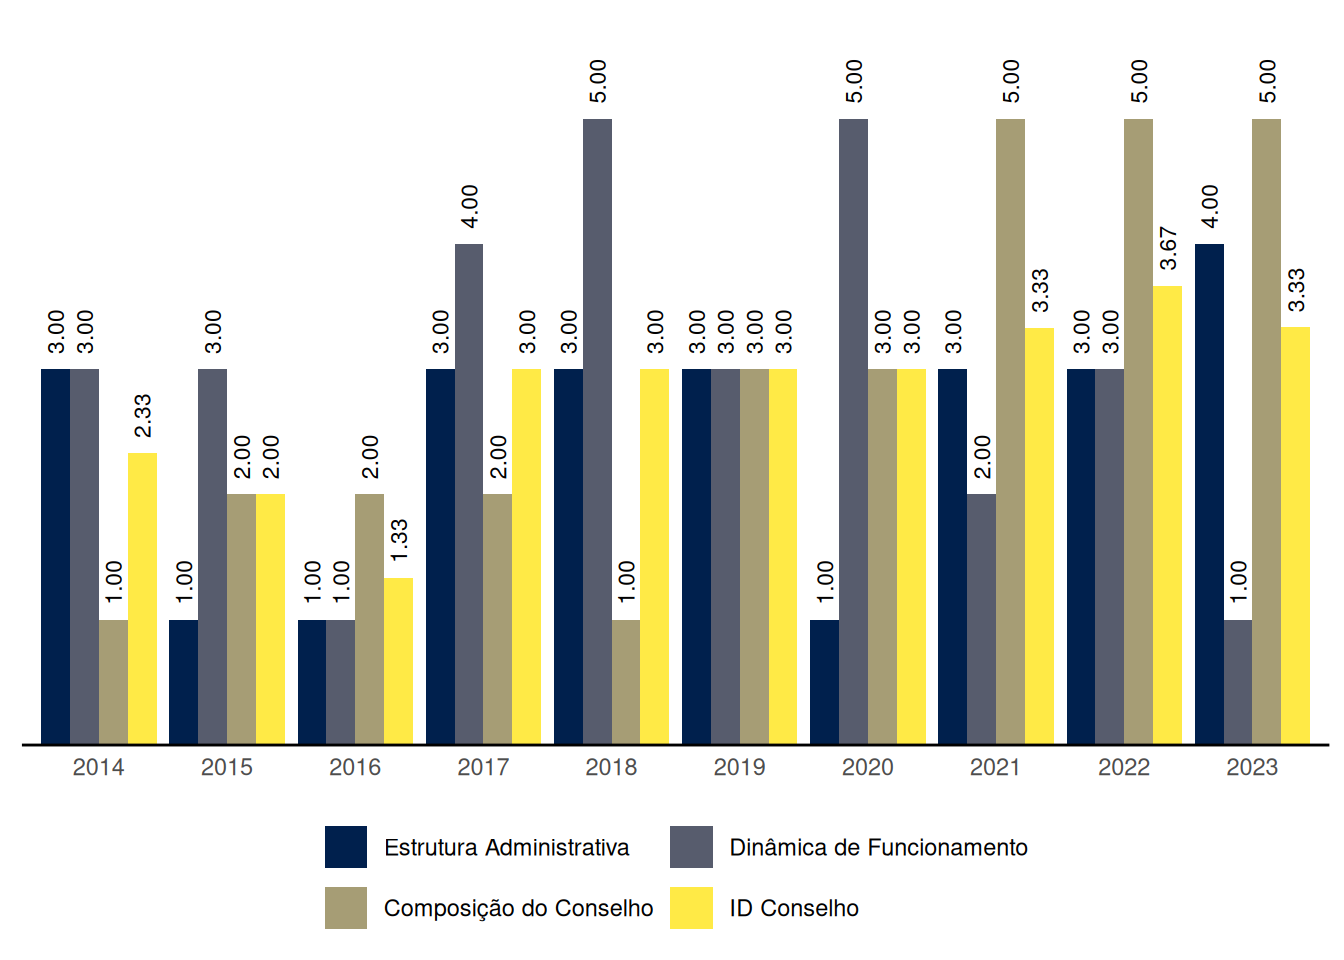 3.00 3.00 1.00 2.33 1.00 3.00 2.00 2.00 1.00 1.00 2.00 1.33 3.00 4.00 2.00 3.00 3.00 5.00 1.00 3.00 3.00 3.00 3.00 3.00 1.00 5.00 3.00 3.00 3.00 2.00 5.00 3.33 3.00 3.00 5.00 3.67 4.00 1.00 5.00 3.33
2014 2015 2016 2017 2018 2019 2020 2021 2022 2023
Estrutura Administrativa Dinâmica de Funcionamento
Composição do Conselho ID Conselho